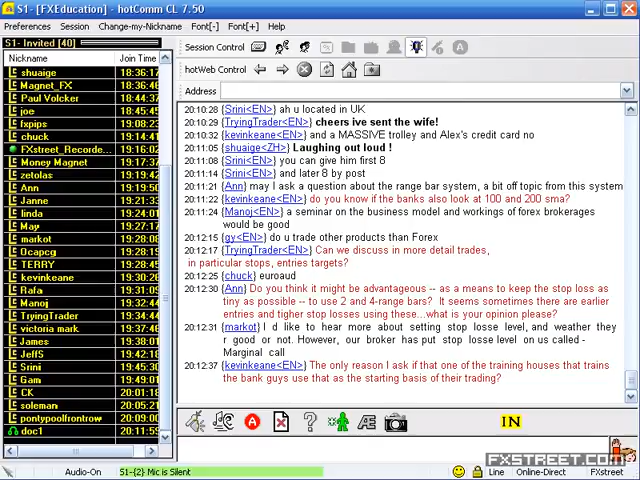 S1- [FXEducation] - hotComm CL 7.50
Preferences Session Change-my-Nickname Font[-] Font[+] Help
S1- Invited [40]
Nickname Join Time
shuaige 18:36:17
Magnet_FX 18:36:46
Paul Volcker 18:44:37
joe 18:45:45
fxpips 19:08:23
chuck 19:14:41
FXstreet_Recorde... 19:16:02
Money Magnet 19:17:37
zetolas 19:19:42
Ann 19:19:50
Janne 19:21:33
linda 19:24:01
May 19:27:17
markot 19:28:08
Ocapcg 19:28:13
TERRY 19:28:45
kevinkeane 19:30:26
Rafa 19:31:12
Manoj 19:32:44
TryingTrader 19:36:16
victoria mark 19:37:46
James 19:38:01
JeffS 19:42:18
Srini 19:42:31
Gam 19:49:01
CK 20:01:18
soleman 20:05:21
pontypoolfrontrow 20:09:00
doc1 20:11:59
Session Control
A
hotWeb Control
Address
20:10:28 {Srini<EN>} ah u located in UK
20:10:29 {TryingTrader<EN>} cheers ive sent the wife!
20:10:32 {kevinkeane<EN>} and a MASSIVE trolley and Alex's credit card no
20:11:05 {shuaige<ZH>} Laughing out loud !
20:11:08 {Srini<EN>} you can give him first 8
20:11:14 {Srini<EN>} and later 8 by post
20:11:21 {Ann} may I ask a question about the range bar system, a bit off topic from this system
20:11:22 {kevinkeane<EN>} do you know if the banks also look at 100 and 200 sma?
20:11:24 {Manoj<EN>} a seminar on the business model and workings of forex brokerages
would be good
20:12:15 {gy<EN>} do u trade other products than Forex
20:12:17 {TryingTrader<EN>} Can we discuss in more detail trades,
in particular stops, entries targets?
20:12:25 {chuck} euroaud
20:12:30 {Ann} Do you think it might be advantageous -- as a means to keep the stop loss as
tiny as possible -- to use 2 and 4-range bars? It seems sometimes there are earlier
entries and tigher stop losses using these...what is your opinion please?
20:12:31 {markot} I d like to hear more about setting stop losse level, and weather they
r good or not. However, our broker has put stop losse level on us called -
Marginal call
20:12:37 {kevinkeane<EN>} The only reason I ask if that one of the training houses that trains
the bank guys use that as the starting basis of their trading?
A Æ IN
FXSTREET.COM
Audio-On S1-{2} Mic is Silent Line Online-Direct FXstreet